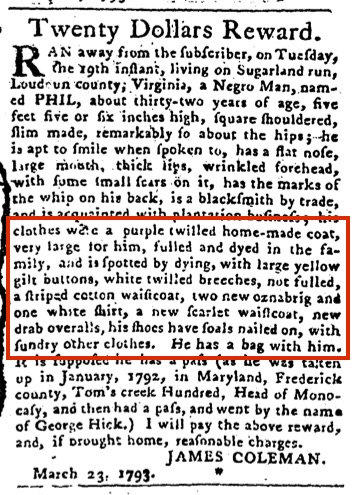 Twenty Dollars Reward.
RAN away from the subscriber, on Tuesday,
the 19th instant, living on Sugarland run,
Loudoun county, Virginia, a Negro Man, nam-
ed PHIL, about thirty-two years of age, five
feet five or six inches high, square shouldered,
slim made, remarkably so about the hips; he
is apt to smile when spoken to, has a flat nose,
large mouth, thick lips, wrinkled forehead,
with some small scars on it, has the marks of
the whip on his back, is a blacksmith by trade,
and is acquainted with plantation business; his
clothes were a purple twilled home-made coat,
very large for him, fulled and dyed in the fa-
mily, and is spotted by dying, with large yellow
gilt buttons, white twilled breeches, not fulled,
a striped cotton waistcoat, two new oznabrig and
one white shirt, a new scarlet waistcoat, new
drab overalls, his shoes have soals nailed on, with
sundry other clothes. He has a bag with him.
It is supposed he has a pass (as he was taken
up in January, 1792, in Maryland, Frederick
county, Tom's creek Hundred, Head of Mono-
casy, and then had a pass, and went by the name
of George Hick.) I will pay the above reward,
and, if brought home, reasonable charges.
JAMES COLEMAN.
March 23, 1793. *